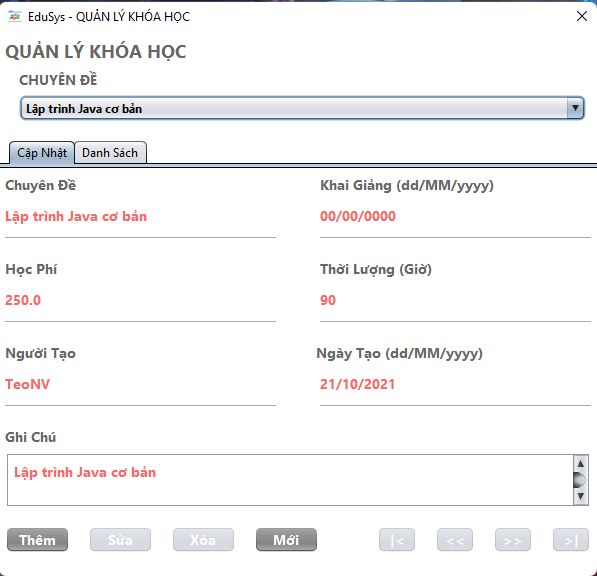 EduSys - QUẢN LÝ KHÓA HỌC
QUẢN LÝ KHÓA HỌC
CHUYÊN ĐỀ
Lập trình Java cơ bản
Cập Nhật Danh Sách
Chuyên Đề Khai Giảng (dd/MM/yyyy)
Lập trình Java cơ bản 00/00/0000
Học Phí Thời Lượng (Giờ)
250.0 90
Người Tạo Ngày Tạo (dd/MM/yyyy)
TeoNV 21/10/2021
Ghi Chú
Lập trình Java cơ bản
Thêm Sửa Xóa Mới |< << >> >|